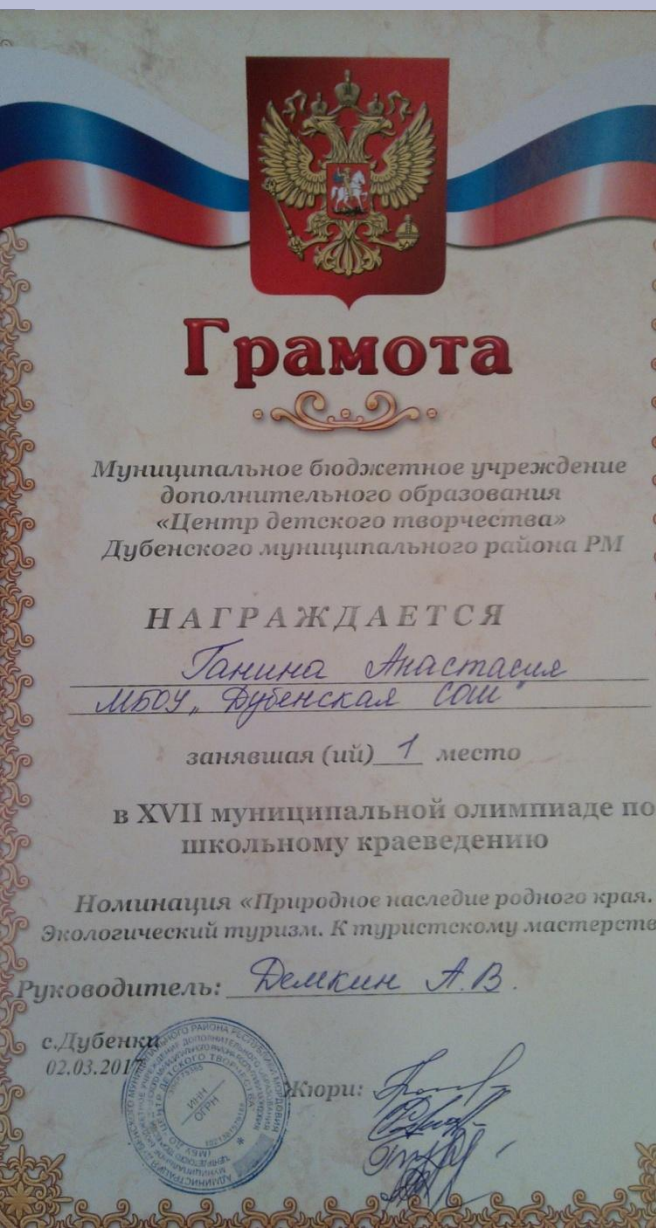 Грамота
Муниципальное бюджетное учреждение
дополнительного образования
«Центр детского творчества»
Дубенского муниципального района РМ
НАГРАЖДАЕТСЯ
Ганина Анастасия
МБОУ „Дубенская СОШ"
занявшая (ий) 1 место
в XVII муниципальной олимпиаде по
школьному краеведению
Номинация «Природное наследие родного края.
Экологический туризм. К туристскому мастерств
Руководитель: Демкин А.В.
с.Дубенки
02.03.2017
Жюри:
ИНН
ОГРН